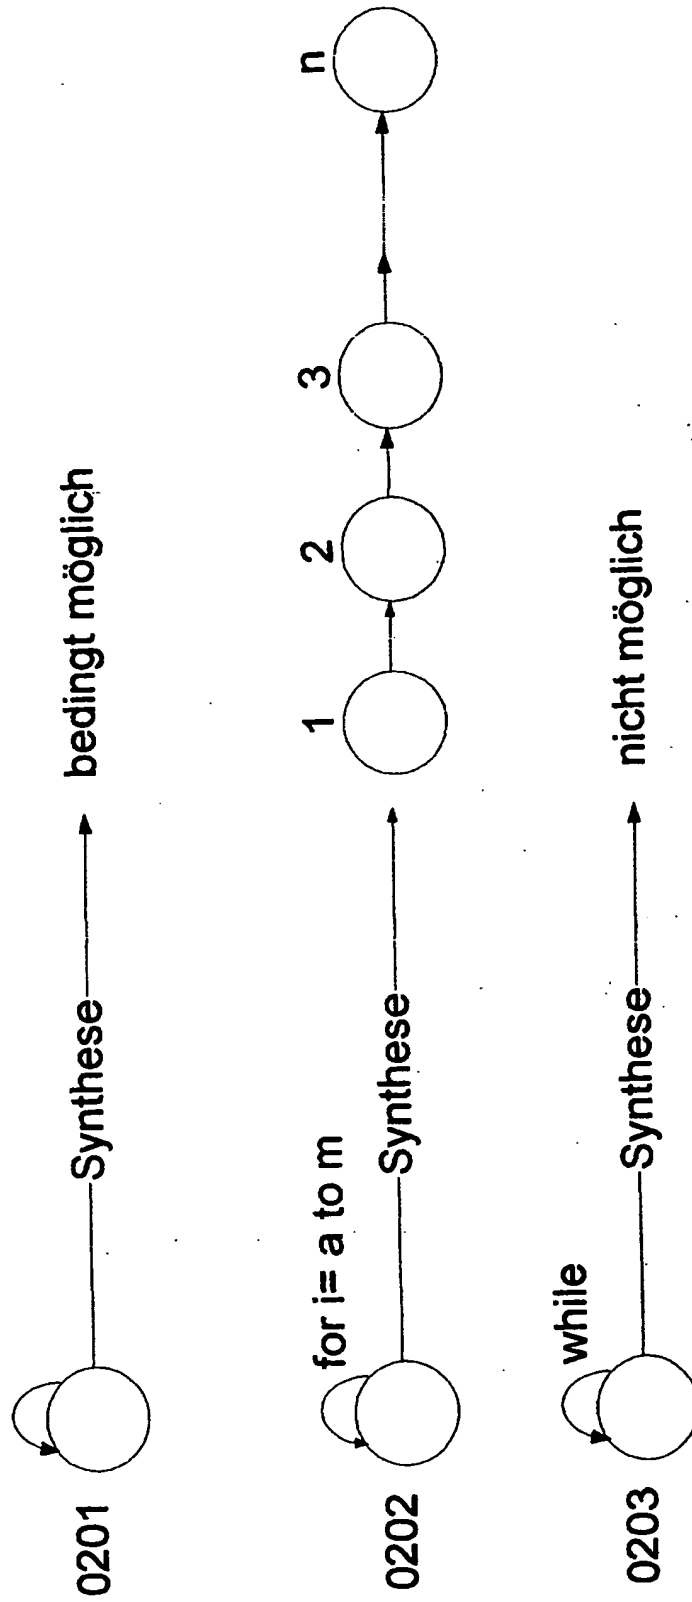 0201 Synthese bedingt möglich
0202 for i= a to m Synthese 1 2 3 n
0203 while Synthese nicht möglich